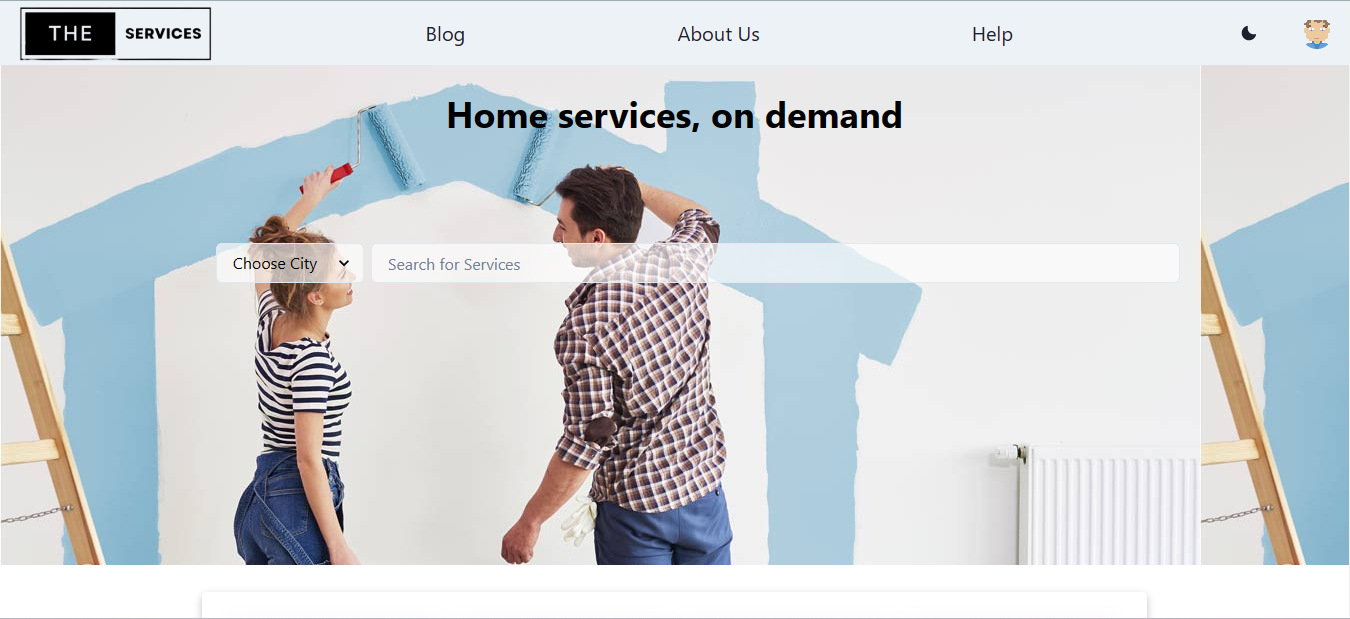 THE SERVICES
Blog
About Us
Help
Home services, on demand
Choose City
Search for Services